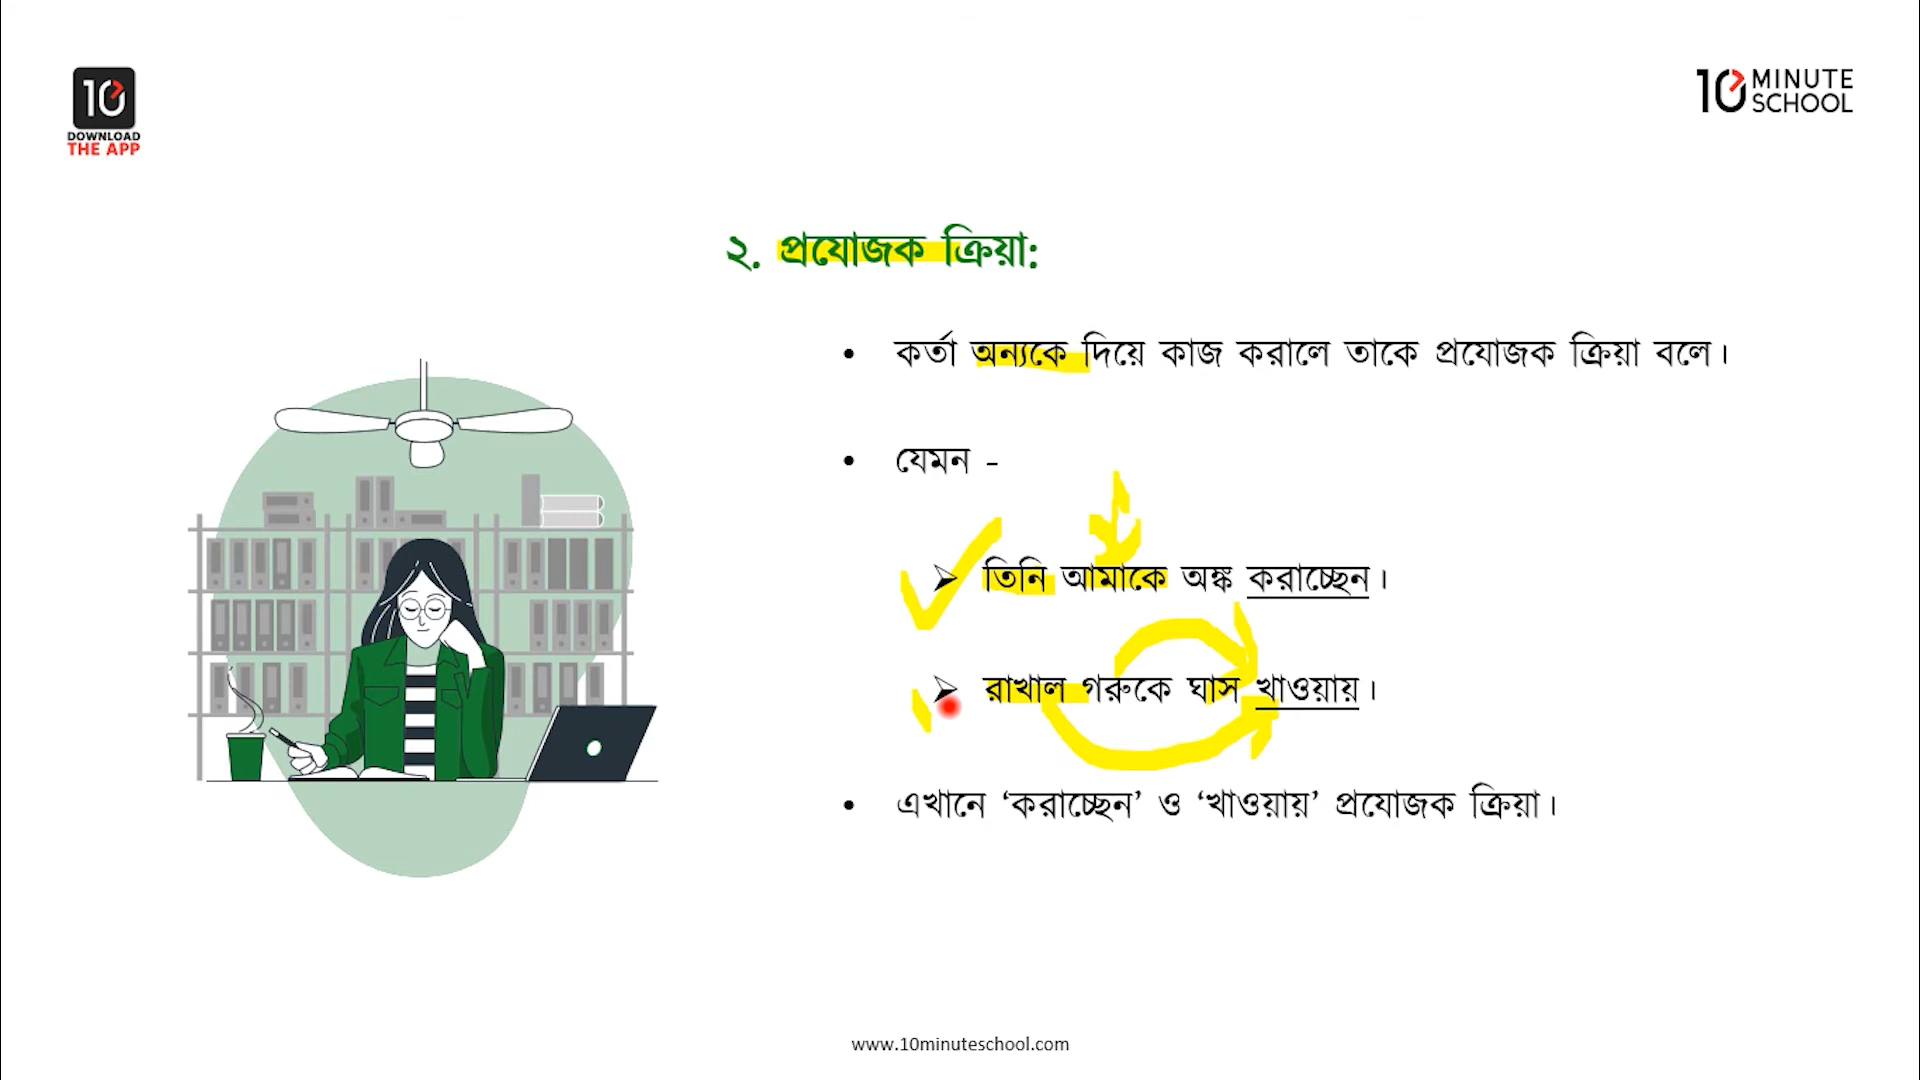 10
DOWNLOAD
THE APP
10 MINUTE
SCHOOL
২. প্রযোজক ক্রিয়া:
• কর্তা অন্যকে দিয়ে কাজ করালে তাকে প্রযোজক ক্রিয়া বলে।
• যেমন -
➢ তিনি আমাকে অঙ্ক করাচ্ছেন।
➢ রাখাল গরুকে ঘাস খাওয়ায়।
• এখানে ‘করাচ্ছেন’ ও ‘খাওয়ায়’ প্রযোজক ক্রিয়া।
www.10minuteschool.com